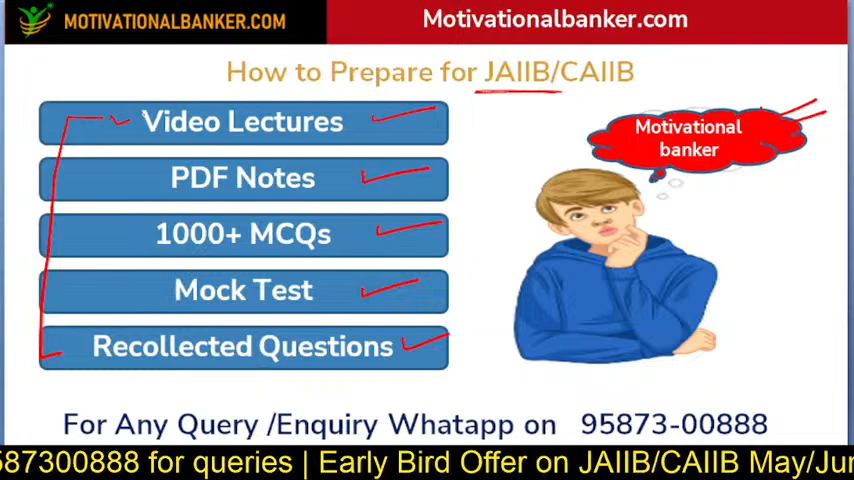 MOTIVATIONALBANKER.COM
Motivationalbanker.com
How to Prepare for JAIIB/CAIIB
Video Lectures
PDF Notes
1000+ MCQs
Mock Test
Recollected Questions
Motivational
banker
For Any Query /Enquiry Whatapp on 95873-00888
587300888 for queries | Early Bird Offer on JAIIB/CAIIB May/Jun